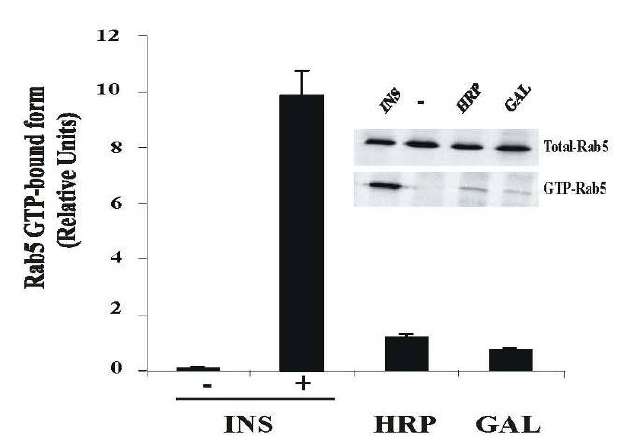 Rab5 GTP-bound form
(Relative Units)
12
10
8
6
4
2
0
INS - HRP GAL
Total-Rab5
GTP-Rab5
- +
INS HRP GAL